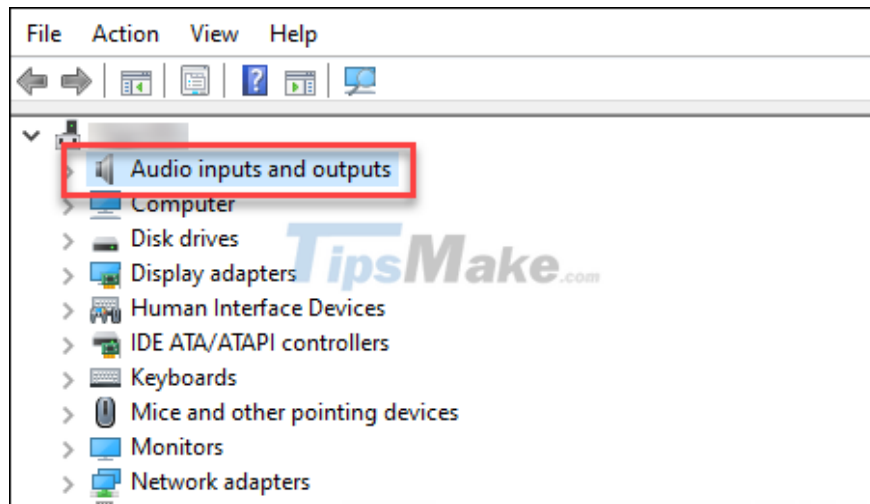 File Action View Help
Audio inputs and outputs
Computer
Disk drives
TipsMake.com
Display adapters
Human Interface Devices
IDE ATA/ATAPI controllers
Keyboards
Mice and other pointing devices
Monitors
Network adapters